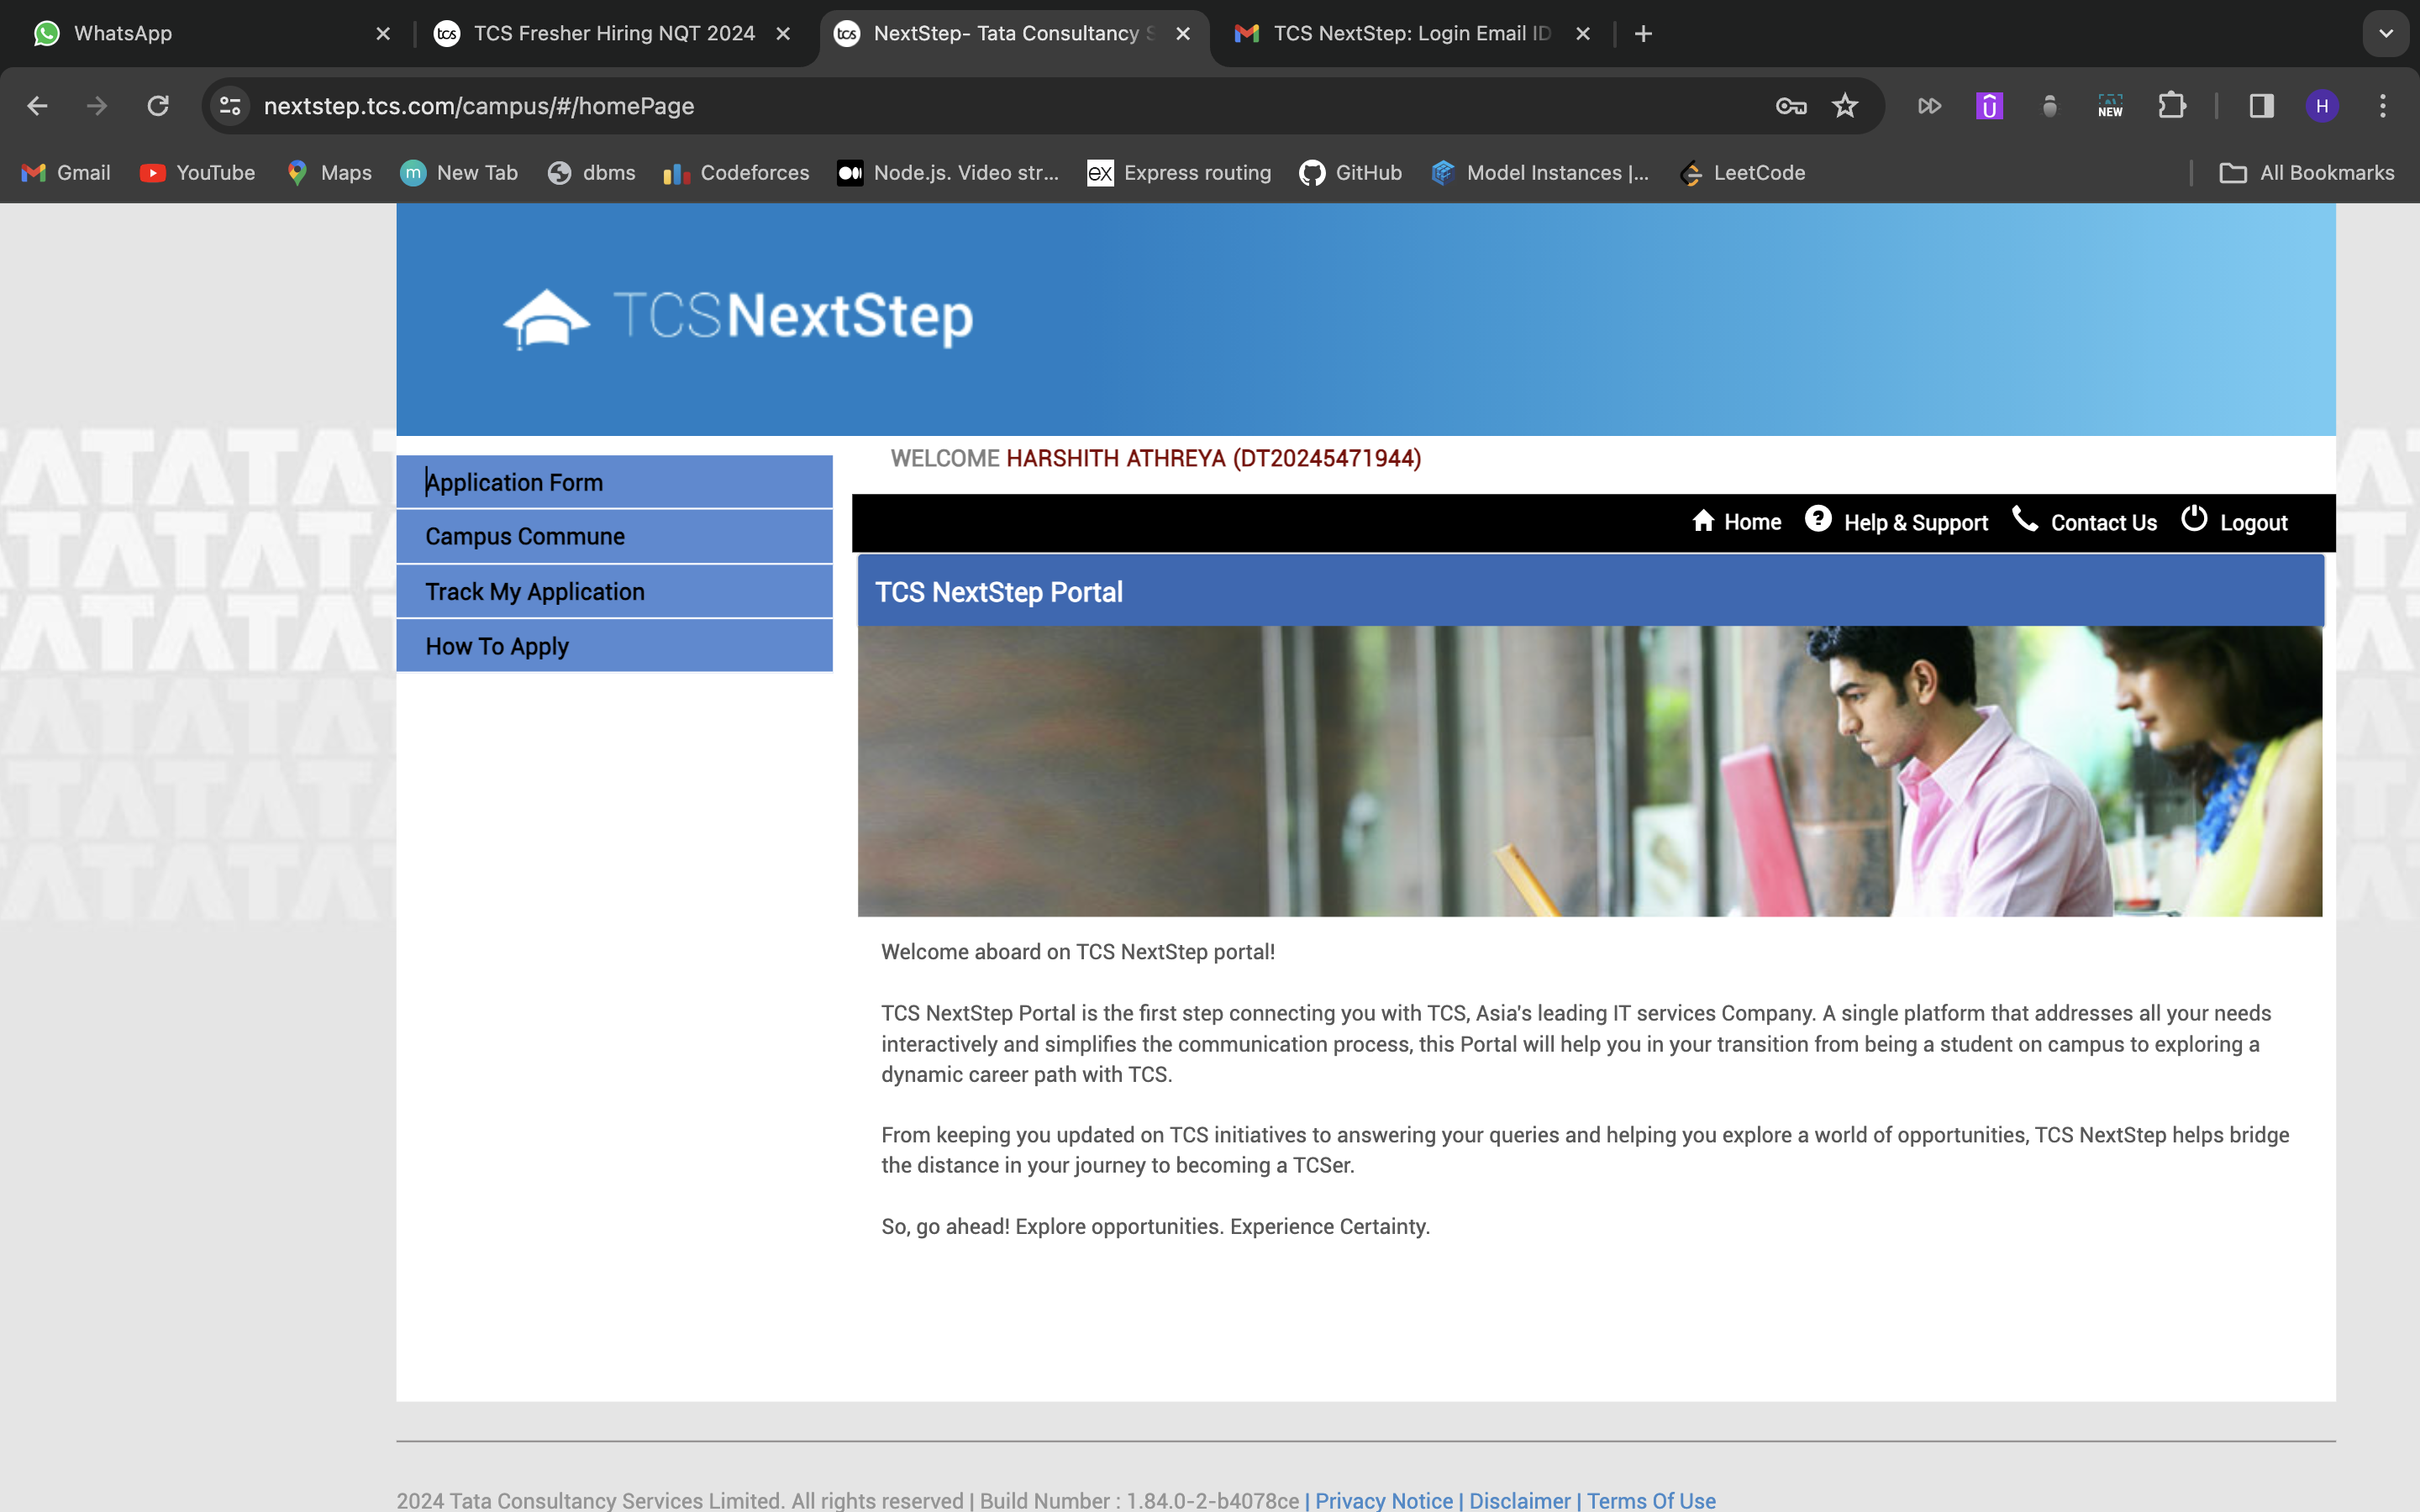 WhatsApp
TCS Fresher Hiring NQT 2024
NextStep- Tata Consultancy S
TCS NextStep: Login Email ID
nextstep.tcs.com/campus/#/homePage
NEW
H
Gmail
YouTube
Maps
m New Tab
dbms
Codeforces
Node.js. Video str...
ex Express routing
GitHub
Model Instances |...
LeetCode
All Bookmarks
TCS NextStep
WELCOME HARSHITH ATHREYA (DT20245471944)
Application Form
Campus Commune
Track My Application
How To Apply
Home
Help & Support
Contact Us
Logout
TCS NextStep Portal
Welcome aboard on TCS NextStep portal!
TCS NextStep Portal is the first step connecting you with TCS, Asia's leading IT services Company. A single platform that addresses all your needs
interactively and simplifies the communication process, this Portal will help you in your transition from being a student on campus to exploring a
dynamic career path with TCS.
From keeping you updated on TCS initiatives to answering your queries and helping you explore a world of opportunities, TCS NextStep helps bridge
the distance in your journey to becoming a TCSer.
So, go ahead! Explore opportunities. Experience Certainty.
2024 Tata Consultancy Services Limited. All rights reserved | Build Number : 1.84.0-2-b4078ce | Privacy Notice | Disclaimer | Terms Of Use